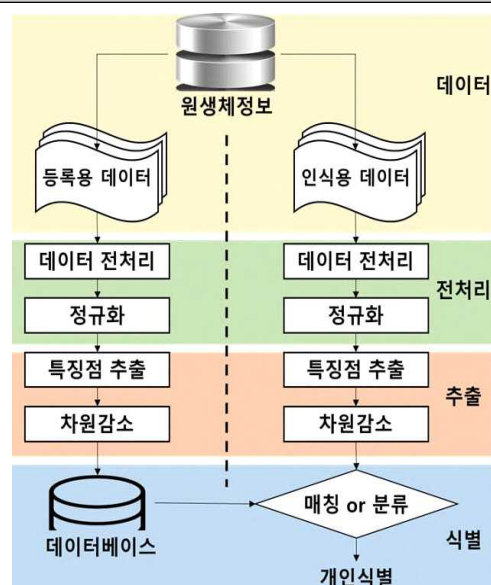 원생체정보
데이터
등록용 데이터
인식용 데이터
데이터 전처리
데이터 전처리
전처리
정규화
정규화
특징점 추출
특징점 추출
추출
차원감소
차원감소
매칭 or 분류
데이터베이스
식별
개인식별